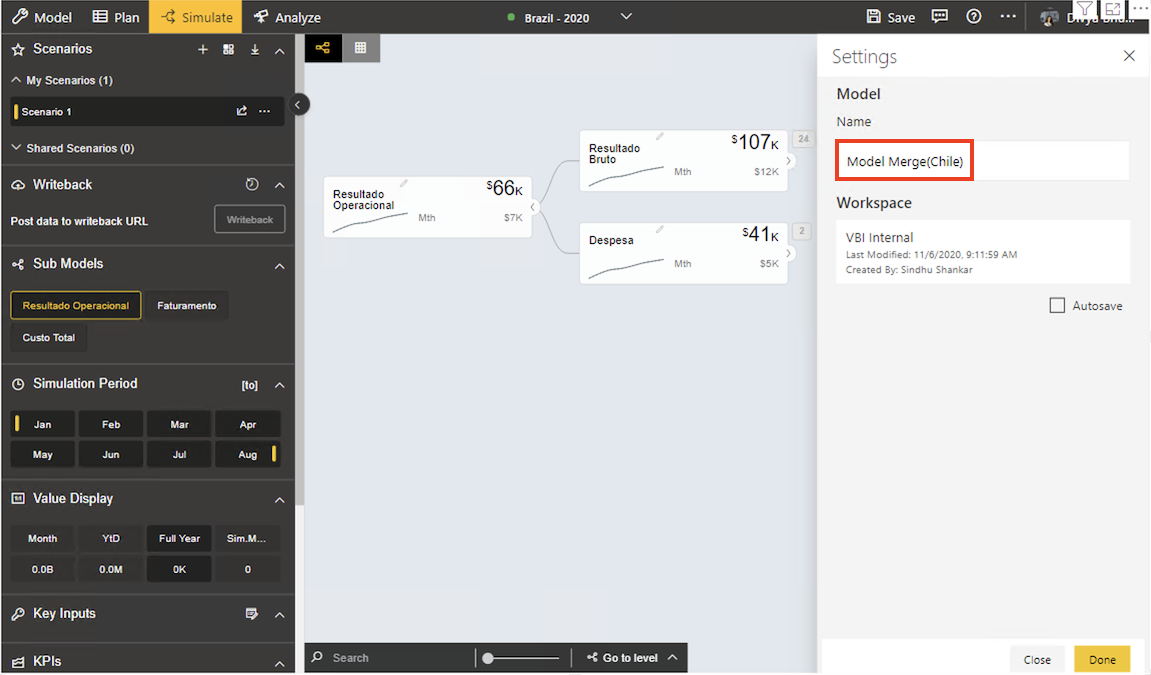 Model Plan Simulate Analyze Brazil - 2020 Save
Scenarios
My Scenarios (1)
Scenario 1
Shared Scenarios (0)
Writeback
Post data to writeback URL Writeback
Sub Models
Resultado Operacional Faturamento
Custo Total
Simulation Period [to]
Jan Feb Mar Apr
May Jun Jul Aug
Value Display
Month YtD Full Year Sim.M...
0.0B 0.0M 0K 0
Key Inputs
KPIs
Resultado
Operacional
$66K
Mth $7K
Resultado
Bruto
$107K
Mth $12K
24
Despesa
$41K
Mth $5K
2
Search Go to level
Settings
Model
Name
Model Merge(Chile)
Workspace
VBI Internal
Last Modified: 11/6/2020, 9:11:59 AM
Created By: Sindhu Shankar
Autosave
Close Done